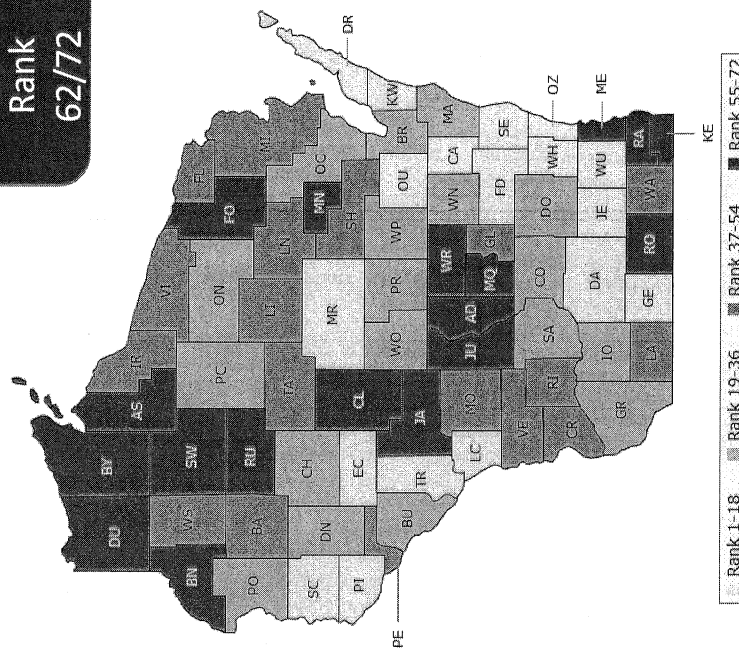 Rank
62/72
DU
BY
AS
IR
VI
FL
FO
BN
WS
SW
PC
ON
MT
PO
BA
RU
LI
LN
OC
MN
SC
DN
CH
TA
MR
SH
DR
PI
EC
CL
WO
PR
WP
OU
BR
KW
PE
BU
TR
JA
JU
AD
WR
WN
CA
MA
LC
MO
MQ
GL
FD
SE
VE
RI
SA
CO
DO
WH
OZ
CR
GR
IO
DA
JE
WU
ME
LA
GE
RO
WA
RA
KE
Rank 1-18
Rank 19-36
Rank 37-54
Rank 55-72